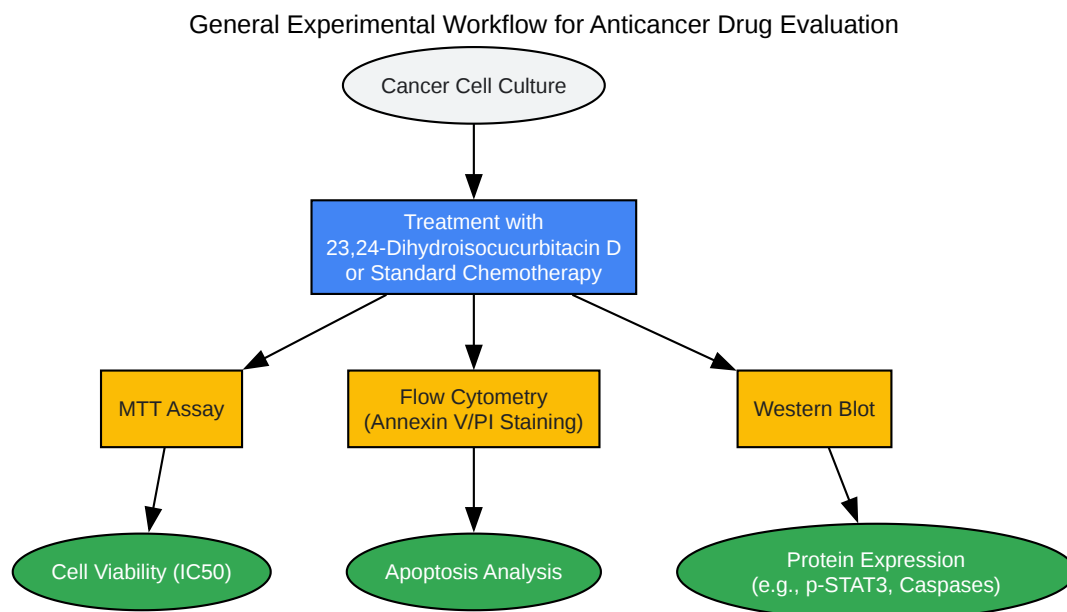 General Experimental Workflow for Anticancer Drug Evaluation
Cancer Cell Culture
Treatment with
23,24-Dihydroisocucurbitacin D
or Standard Chemotherapy
MTT Assay
Flow Cytometry
(Annexin V/PI Staining)
Western Blot
Cell Viability (IC50)
Apoptosis Analysis
Protein Expression
(e.g., p-STAT3, Caspases)